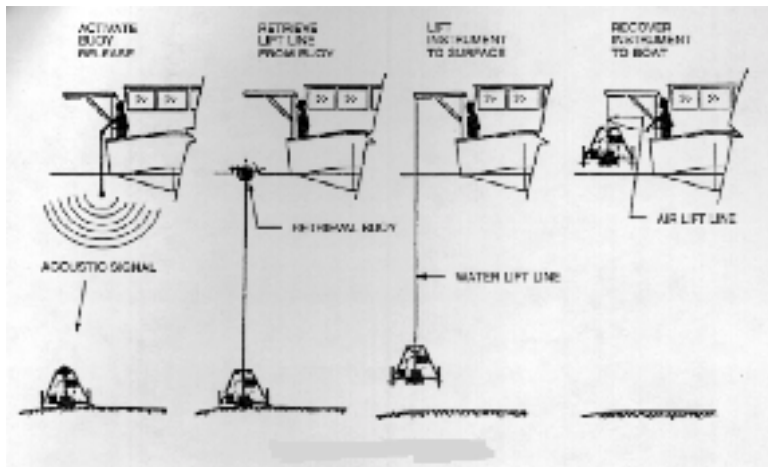 ACTIVATE
BUOY
RELEASE
RETRIEVE
LIFT LINE
FROM BUOY
LIFT
INSTRUMENT
TO SURFACE
RECOVER
INSTRUMENT
TO BOAT
AIR LIFT LINE
RETRIEVAL BUOY
ACOUSTIC SIGNAL
WATER LIFT LINE